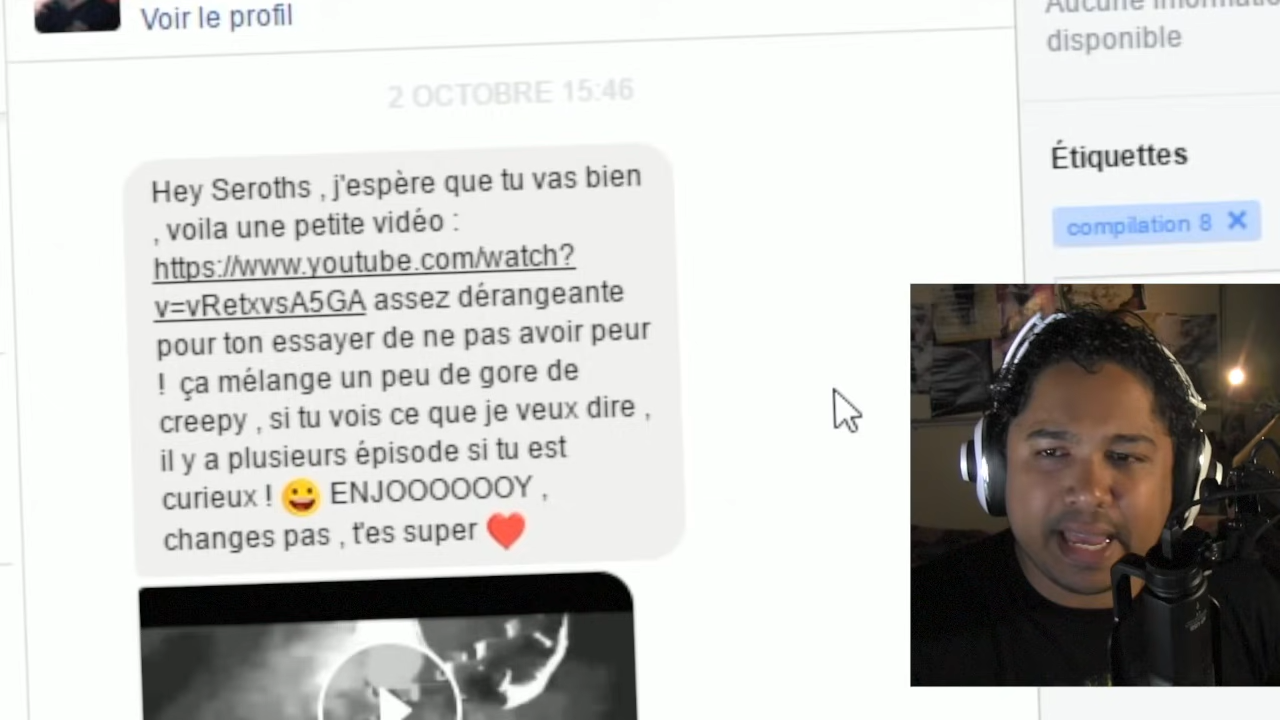 Voir le profil
Aucune informatio
disponible
2 OCTOBRE 15:46
Étiquettes
compilation 8
Hey Seroths , j'espère que tu vas bien
, voila une petite vidéo :
https://www.youtube.com/watch?
v=vRetxvsA5GA assez dérangeante
pour ton essayer de ne pas avoir peur
! ça mélange un peu de gore de
creepy , si tu vois ce que je veux dire ,
il y a plusieurs épisode si tu est
curieux ! 😀 ENJOOOOOOY ,
changes pas , t'es super ❤️